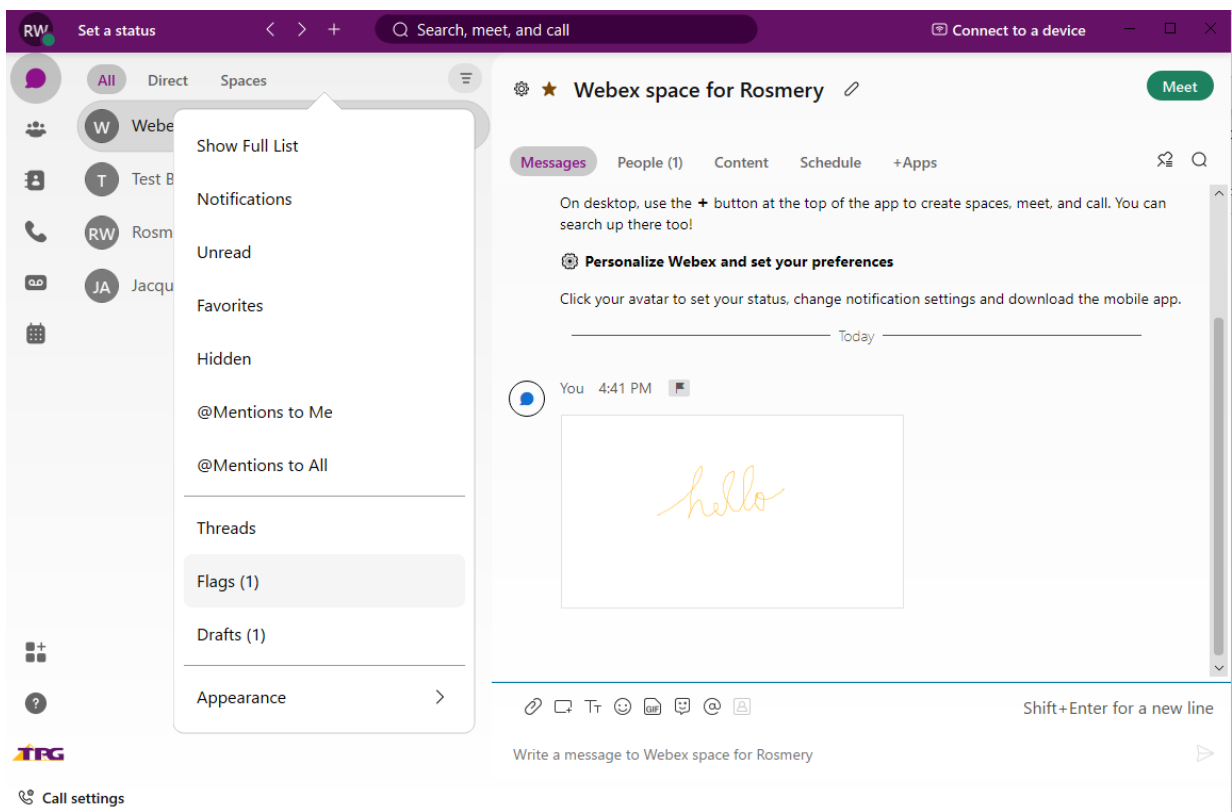 RW Set a status Search, meet, and call Connect to a device
All Direct Spaces
W Webe
T Test B
RW Rosm
JA Jacqu
Show Full List
Notifications
Unread
Favorites
Hidden
@Mentions to Me
@Mentions to All
Threads
Flags (1)
Drafts (1)
Appearance
Webex space for Rosmery
Meet
Messages People (1) Content Schedule +Apps
On desktop, use the + button at the top of the app to create spaces, meet, and call. You can
search up there too!
Personalize Webex and set your preferences
Click your avatar to set your status, change notification settings and download the mobile app.
Today
You 4:41 PM
hello
GIF
Shift+Enter for a new line
Write a message to Webex space for Rosmery
TPG
Call settings